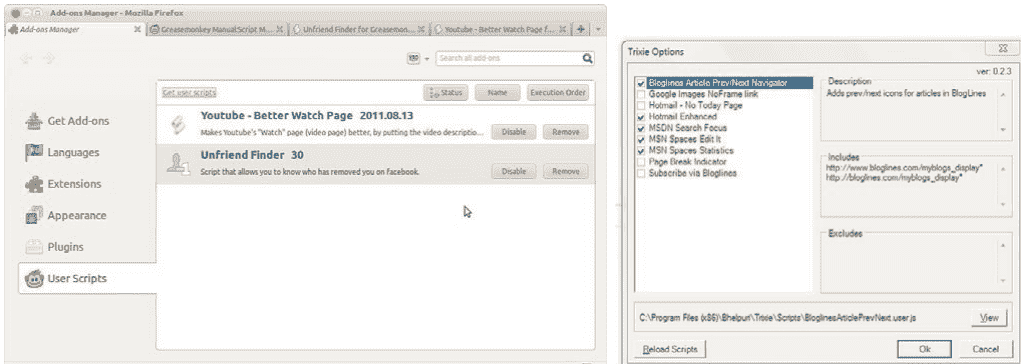 Add-ons Manager - Mozilla Firefox
Add-ons Manager
Greasemonkey ManualScript M...
Unfriend Finder for Greasemon...
Youtube - Better Watch Page f...
Search all add-ons
Get user scripts
Status
Name
Execution Order
Get Add-ons
Languages
Extensions
Appearance
Plugins
User Scripts
Youtube - Better Watch Page 2011.08.13
Makes Youtube's "Watch" page (video page) better, by putting the video descriptio...
Disable
Remove
Unfriend Finder 30
Script that allows you to know who has removed you on facebook.
Disable
Remove
Trixie Options
ver: 0.2.3
Bloglines Article Prev/Next Navigator
Google Images NoFrame link
Hotmail - No Today Page
Hotmail Enhanced
MSDN Search Focus
MSN Spaces Edit It
MSN Spaces Statistics
Page Break Indicator
Subscribe via Bloglines
Description
Adds prev/next icons for articles in BlogLines
Includes
http://www.bloglines.com/myblogs_display*
http://bloglines.com/myblogs_display*
Excludes
C:\Program Files (x86)\Bhelpuri\Trixie\Scripts\BloglinesArticlePrevNext.user.js
View
Reload Scripts
Ok
Cancel